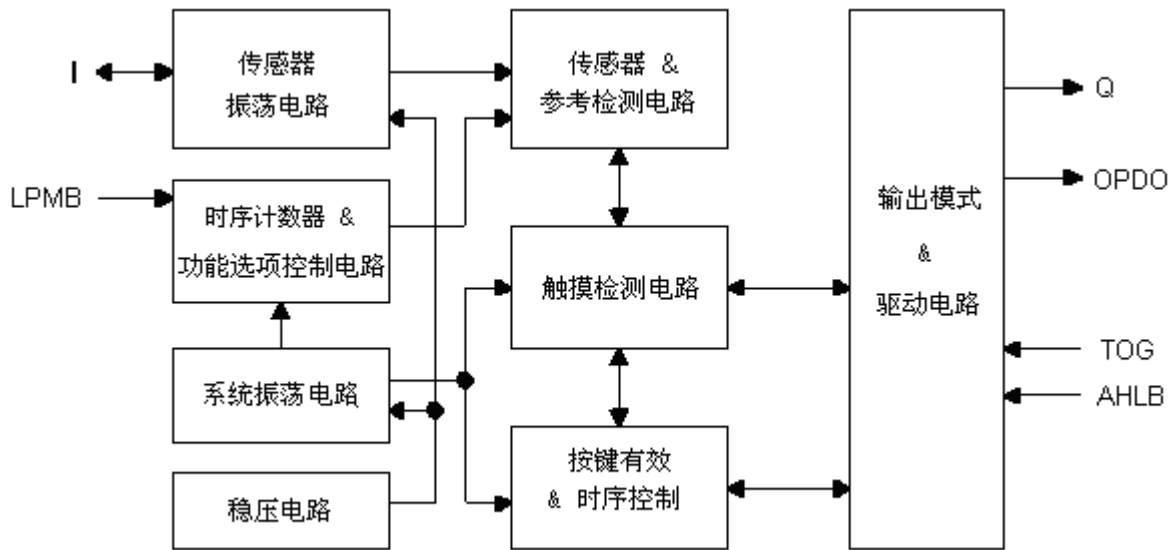 I
传感器
振荡电路
传感器 &
参考检测电路
LPMB
时序计数器 &
功能选项控制电路
触摸检测电路
系统振荡电路
按键有效
& 时序控制
稳压电路
输出模式
&
驱动电路
Q
OPDO
TOG
AHLB